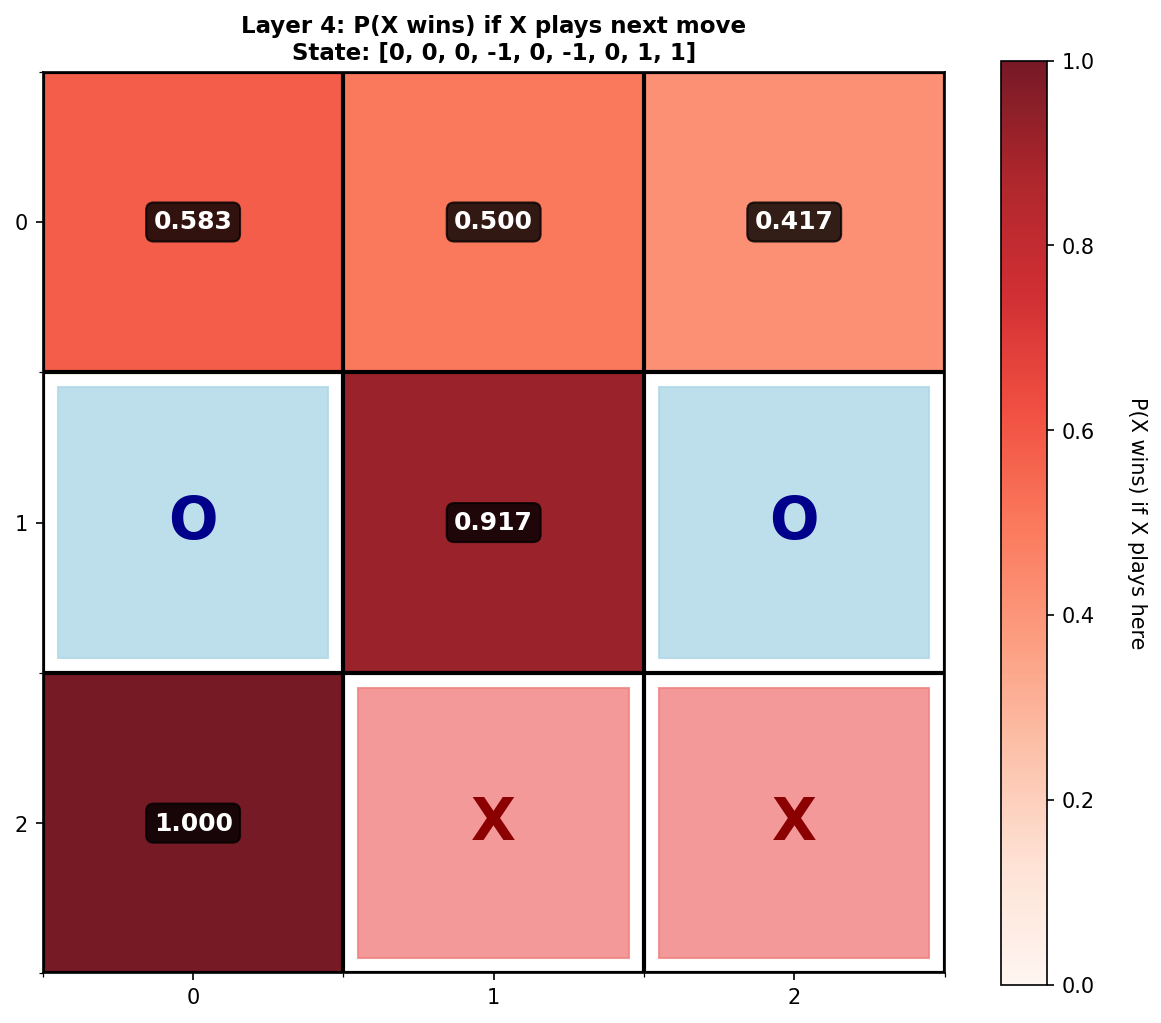 Layer 4: P(X wins) if X plays next move
State: [0, 0, 0, -1, 0, -1, 0, 1, 1]
0
0.583
0.500
0.417
1
O
0.917
O
2
1.000
X
X
0
1
2
1.0
0.8
0.6
0.4
0.2
0.0
P(X wins) if X plays here